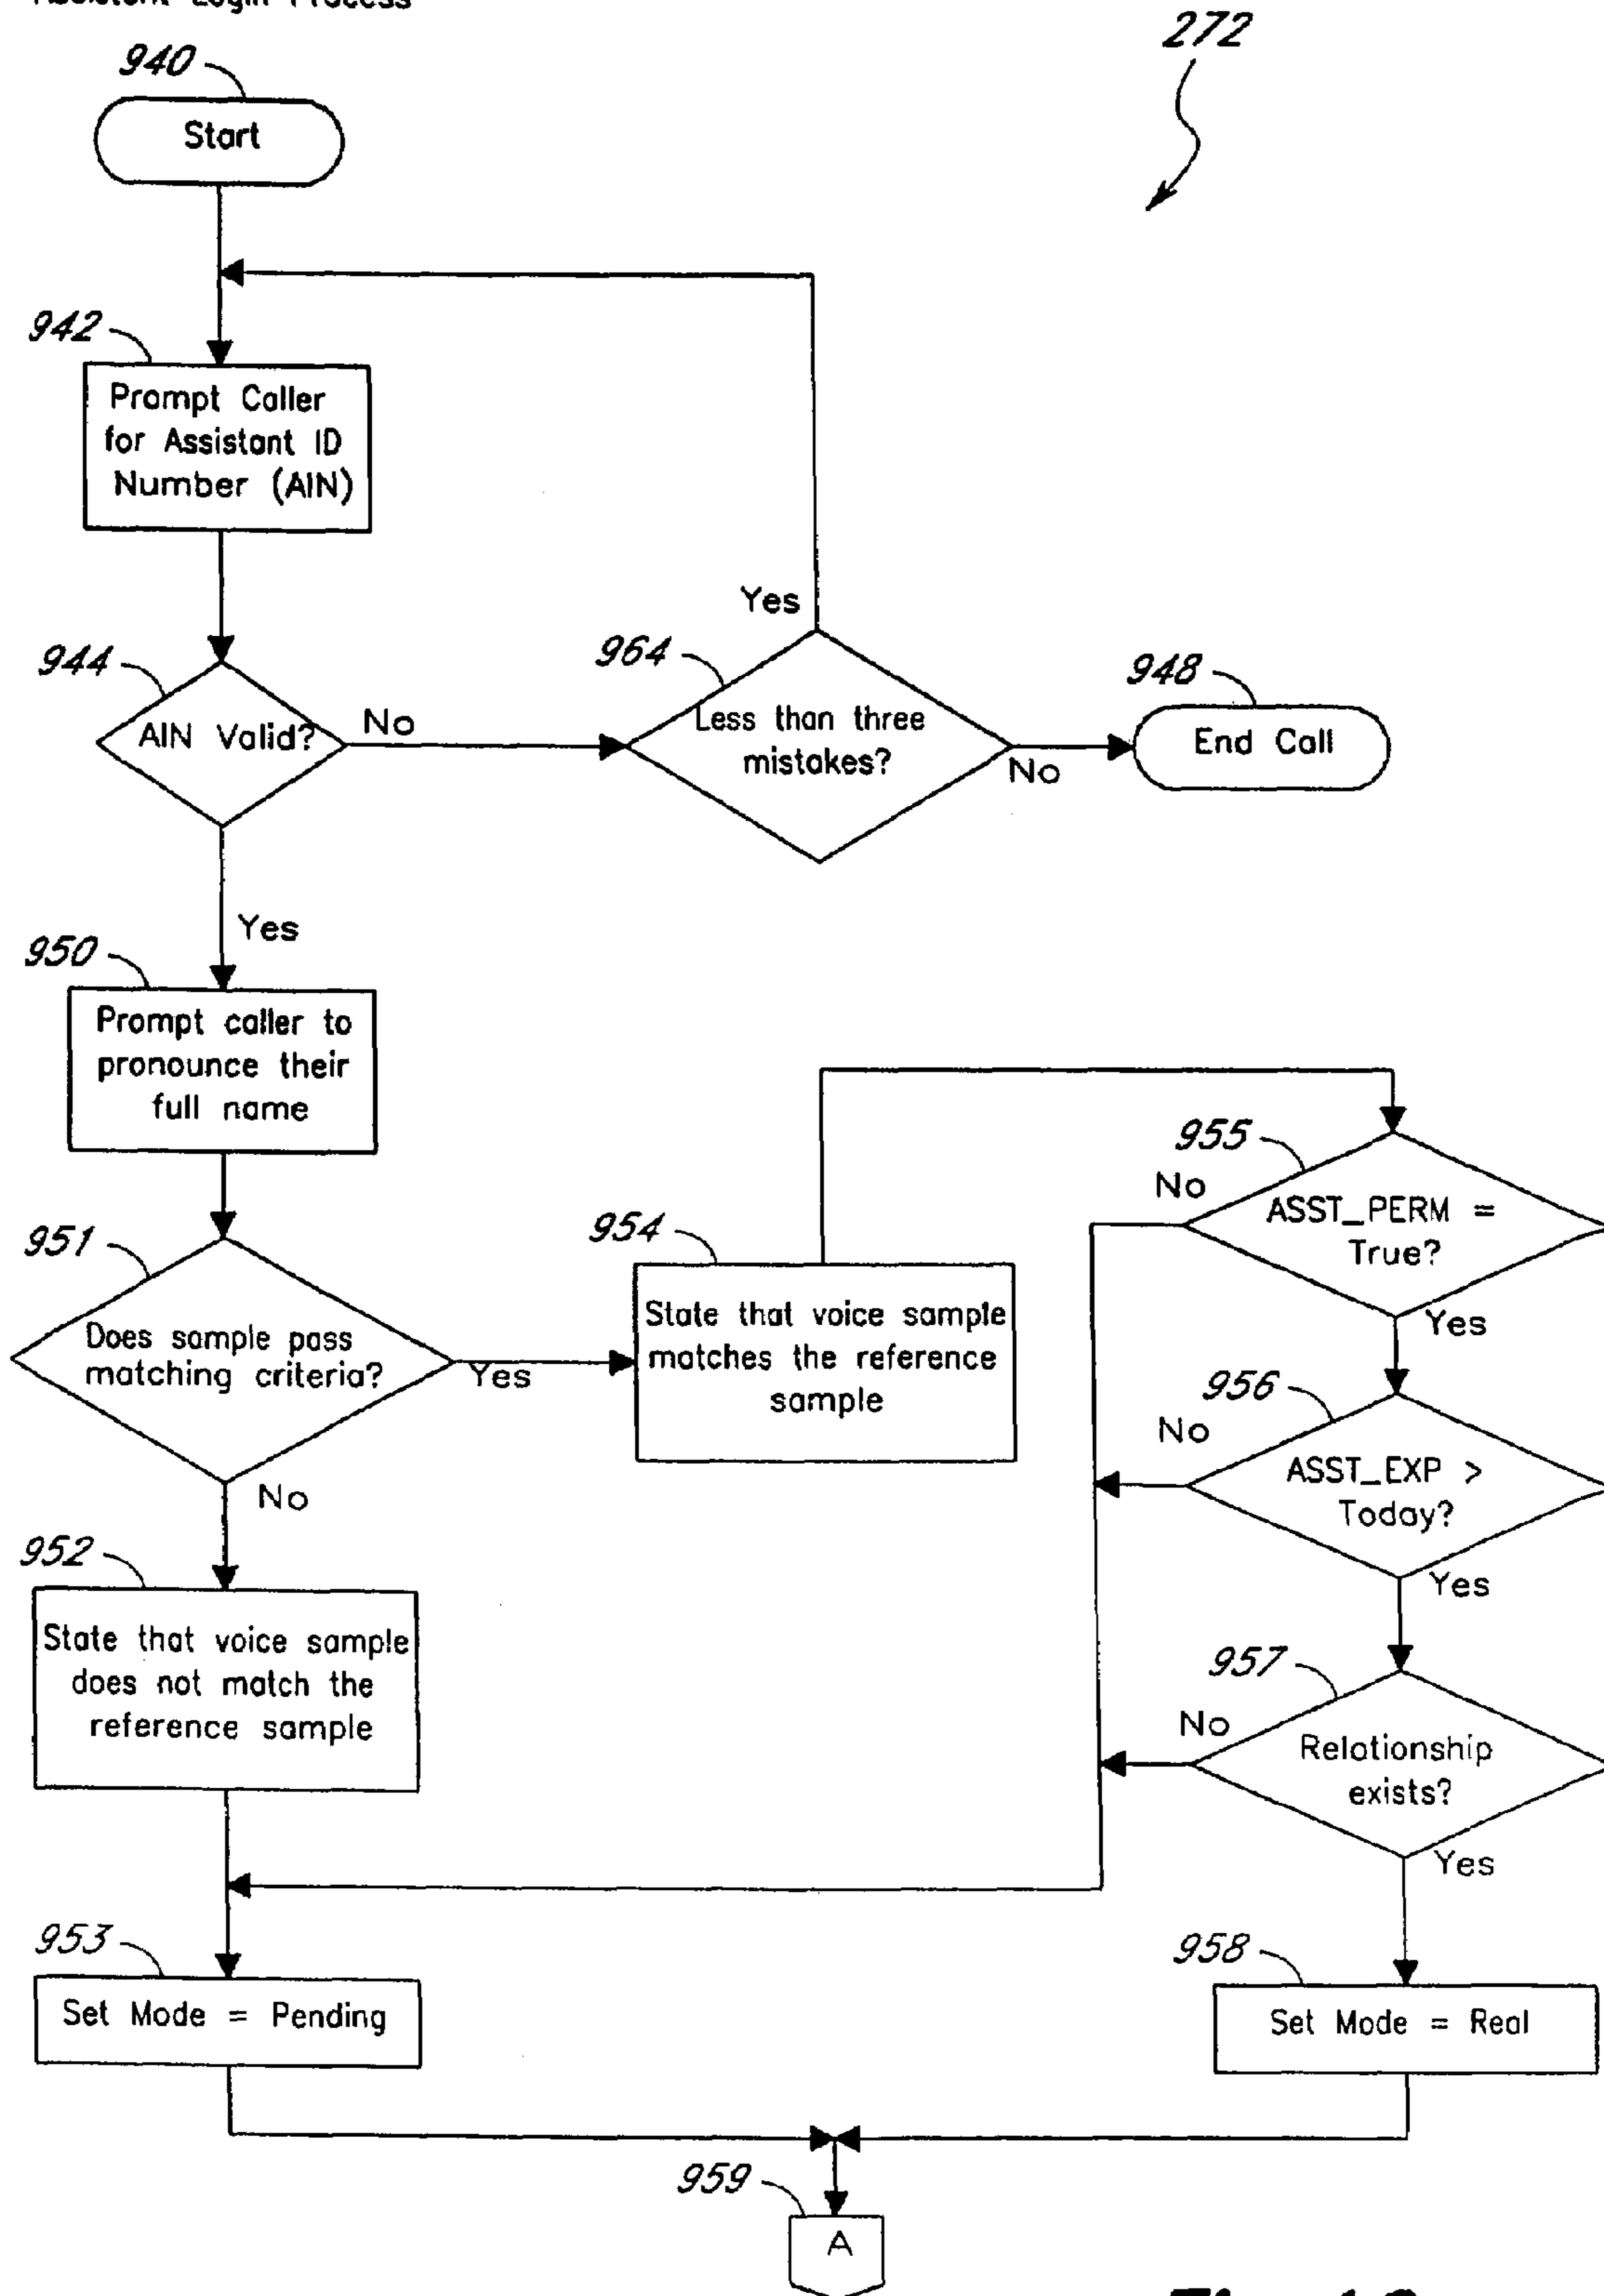 Assistant Login Process
272
940
Start
942
Prompt Caller
for Assistant ID
Number (AIN)
Yes
944
AIN Valid?
No
964
Less than three
mistakes?
No
948
End Call
Yes
950
Prompt caller to
pronounce their
full name
955
No
ASST_PERM =
True?
Yes
951
Does sample pass
matching criteria?
Yes
954
State that voice sample
matches the reference
sample
956
No
ASST_EXP >
Today?
Yes
No
952
State that voice sample
does not match the
reference sample
957
No
Relationship
exists?
Yes
953
Set Mode = Pending
958
Set Mode = Real
959
A